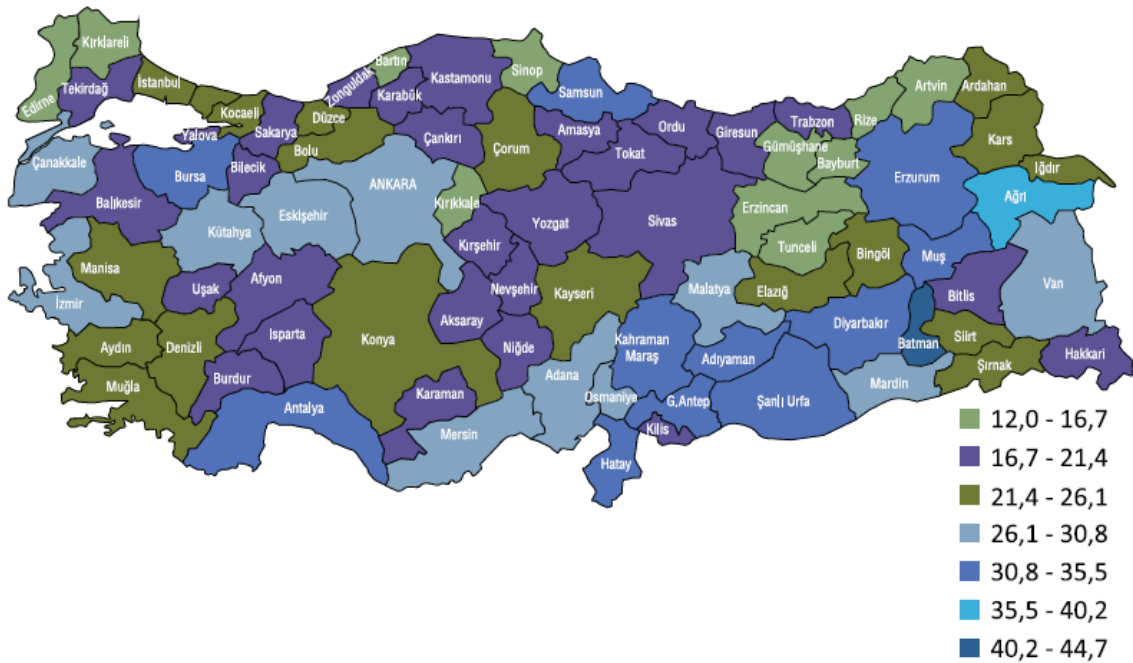 Kırklareli
Edirne
Tekirdağ
İstanbul
Kocaeli
Yalova
Sakarya
Düzce
Bolu
Zonguldak
Bartın
Karabük
Kastamonu
Sinop
Çankırı
Samsun
Çorum
Amasya
Ordu
Tokat
Giresun
Trabzon
Gümüşhane
Bayburt
Rize
Artvin
Ardahan
Kars
Iğdır
Erzurum
Ağrı
Çanakkale
Bursa
Bilecik
Balıkesir
Kütahya
Eskişehir
ANKARA
Kırıkkale
Kırşehir
Yozgat
Sivas
Erzincan
Tunceli
Bingöl
Muş
Bitlis
Van
Manisa
İzmir
Uşak
Afyon
Isparta
Konya
Aksaray
Nevşehir
Niğde
Kayseri
Malatya
Elazığ
Diyarbakır
Batman
Siirt
Şırnak
Hakkari
Aydın
Denizli
Muğla
Burdur
Antalya
Karaman
Mersin
Adana
Osmaniye
Kahraman
Maraş
Adıyaman
G,Antep
Kilis
Hatay
Şanlı Urfa
Mardin
12,0 - 16,7
16,7 - 21,4
21,4 - 26,1
26,1 - 30,8
30,8 - 35,5
35,5 - 40,2
40,2 - 44,7